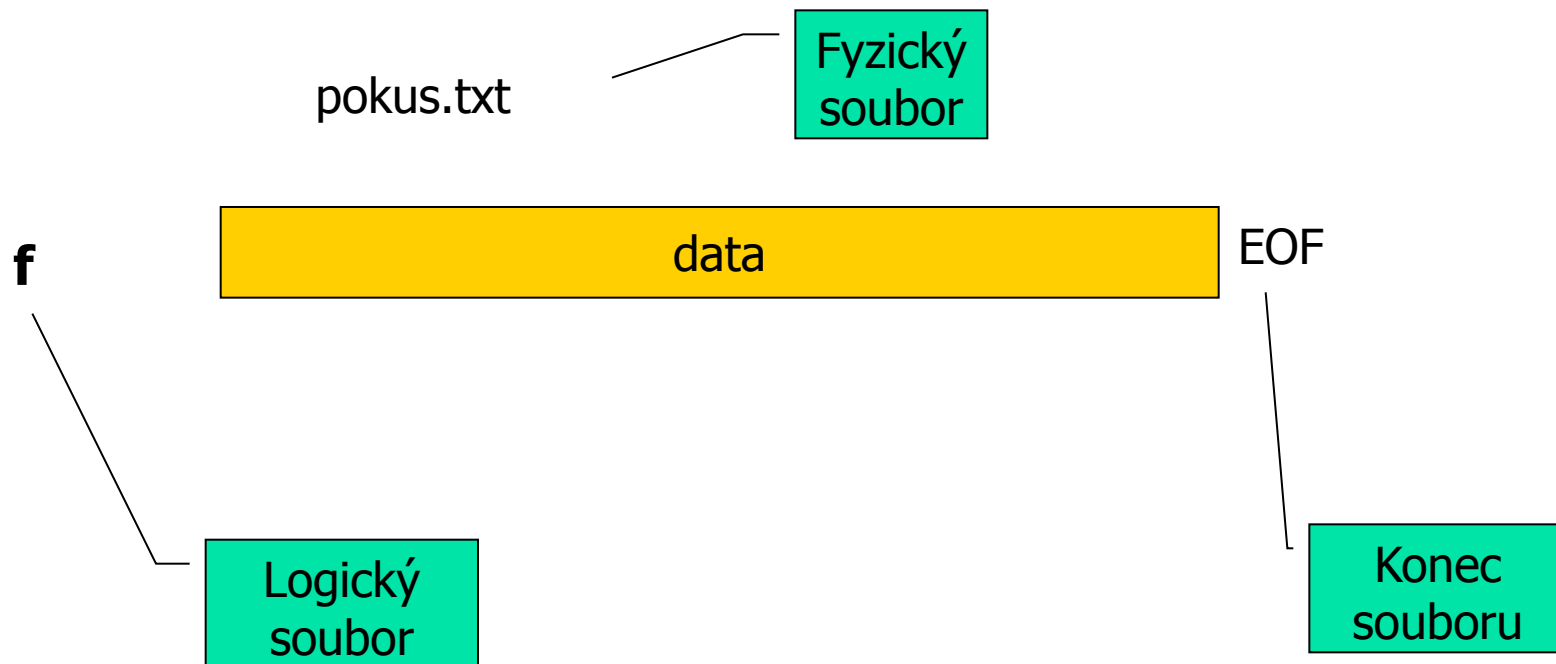 Fyzický
soubor
pokus.txt
f
data
EOF
Logický
soubor
Konec
souboru